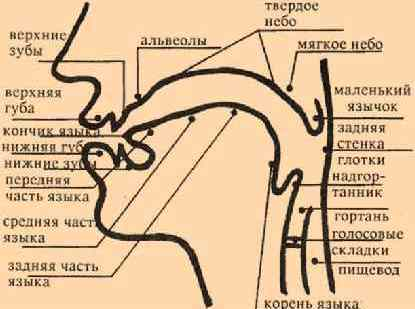 верхние
зубы
альвеолы
твердое
небо
мягкое небо
верхняя
губа
кончик языка
нижняя губа
нижние зубы
передняя
часть языка
средняя часть
языка
задняя часть
языка
маленький
язычок
задняя
стенка
глотки
надгор-
танник
гортань
голосовые
складки
пищевод
корень языка